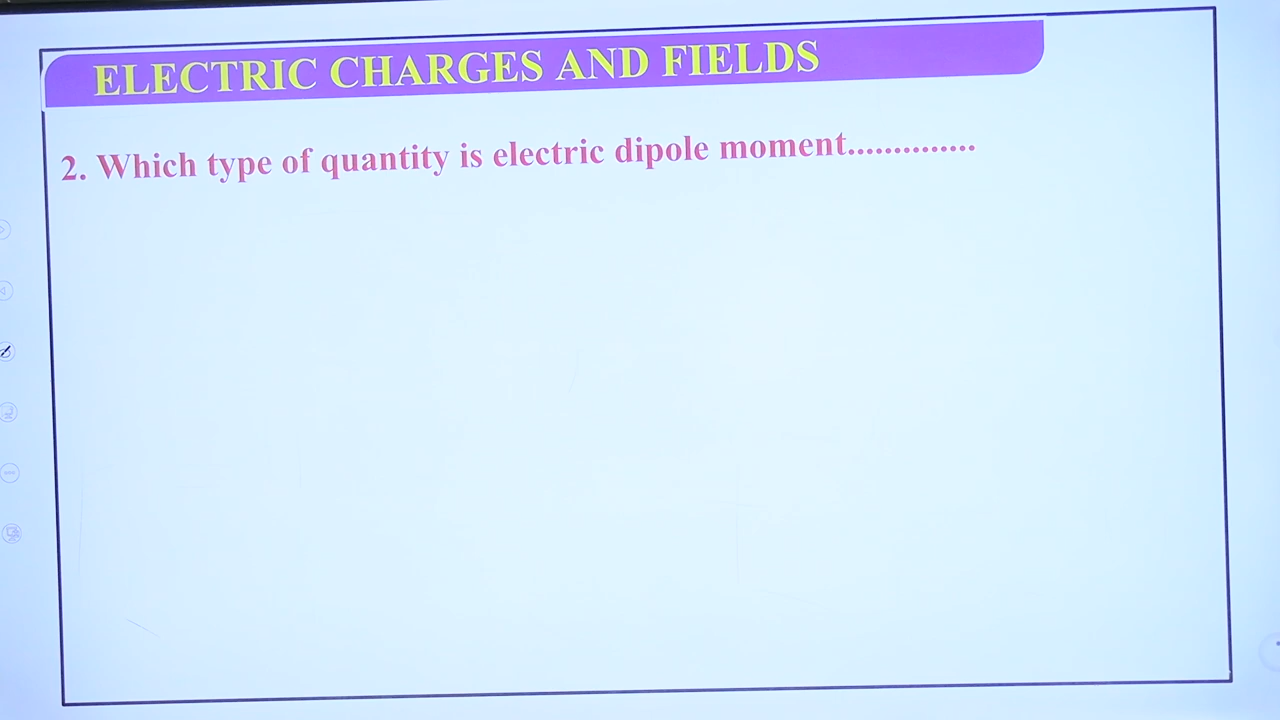 ELECTRIC CHARGES AND FIELDS
2. Which type of quantity is electric dipole moment..............